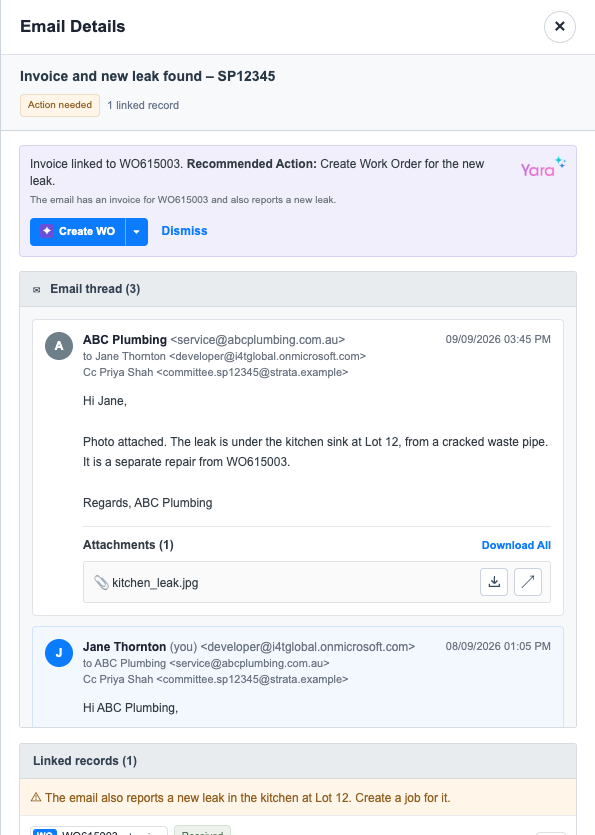 Email Details
Invoice and new leak found – SP12345
Action needed 1 linked record
Invoice linked to WO615003. Recommended Action: Create Work Order for the new
leak.
Yara
The email has an invoice for WO615003 and also reports a new leak.
Create WO Dismiss
Email thread (3)
A ABC Plumbing <service@abcplumbing.com.au> 09/09/2026 03:45 PM
to Jane Thornton <developer@i4tglobal.onmicrosoft.com>
Cc Priya Shah <committee.sp12345@strata.example>
Hi Jane,
Photo attached. The leak is under the kitchen sink at Lot 12, from a cracked waste pipe.
It is a separate repair from WO615003.
Regards, ABC Plumbing
Attachments (1) Download All
kitchen_leak.jpg
J Jane Thornton (you) <developer@i4tglobal.onmicrosoft.com> 08/09/2026 01:05 PM
to ABC Plumbing <service@abcplumbing.com.au>
Cc Priya Shah <committee.sp12345@strata.example>
Hi ABC Plumbing,
Linked records (1)
The email also reports a new leak in the kitchen at Lot 12. Create a job for it.
WO WO615003 Received